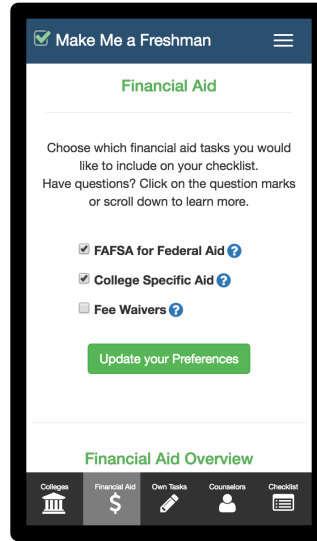 Make Me a Freshman
Financial Aid
Choose which financial aid tasks you would
like to include on your checklist.
Have questions? Click on the question marks
or scroll down to learn more.
FAFSA for Federal Aid ?
College Specific Aid ?
Fee Waivers ?
Update your Preferences
Financial Aid Overview
Colleges Financial Aid Own Tasks Counselors Checklist
$